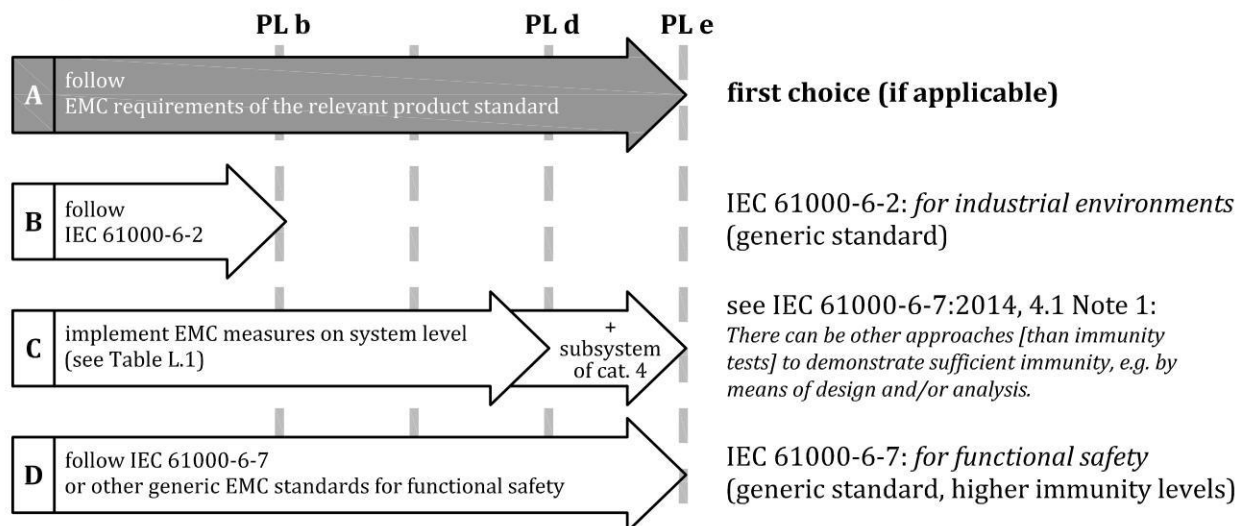 PL b PL d PL e
A
follow
EMC requirements of the relevant product standard
first choice (if applicable)
B
follow
IEC 61000-6-2
IEC 61000-6-2: for industrial environments
(generic standard)
C
implement EMC measures on system level
(see Table L.1)
+
subsystem
of cat. 4
see IEC 61000-6-7:2014, 4.1 Note 1:
There can be other approaches [than immunity
tests] to demonstrate sufficient immunity, e.g. by
means of design and/or analysis.
D
follow IEC 61000-6-7
or other generic EMC standards for functional safety
IEC 61000-6-7: for functional safety
(generic standard, higher immunity levels)